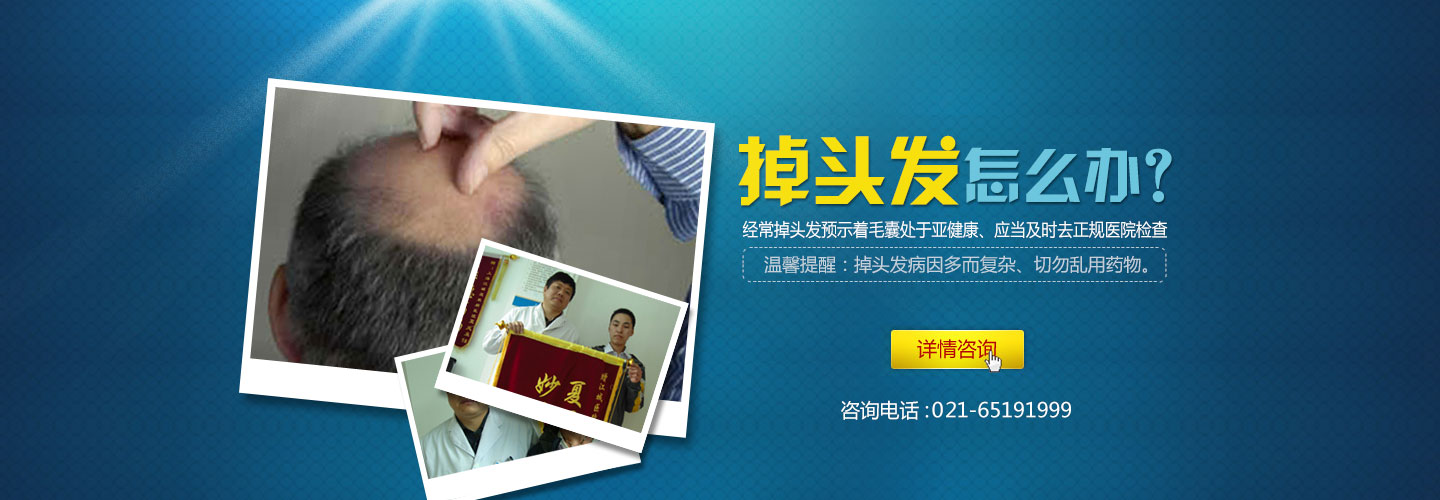 掉头发怎么办?
经常掉头发预示着毛囊处于亚健康、应当及时去正规医院检查
温馨提醒：掉头发病因多而复杂、切勿乱用药物。
详情咨询
咨询电话：021-65191999
妙 夏